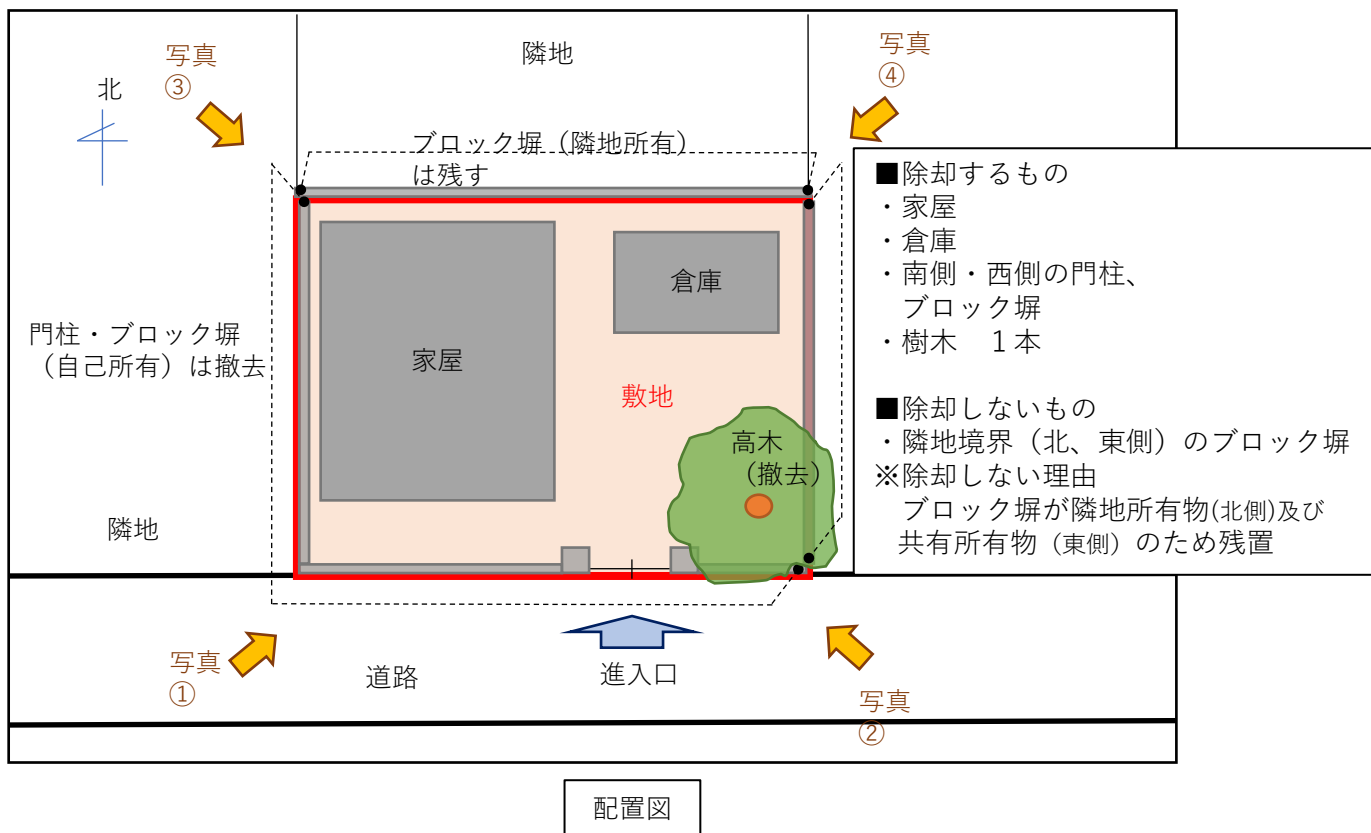 写真
③
隣地
写真
④
北
ブロック塀（隣地所有）
は残す
■除却するもの
・家屋
・倉庫
・南側・西側の門柱、
ブロック塀
・樹木　１本
■除却しないもの
・隣地境界（北、東側）のブロック塀
※除却しない理由
ブロック塀が隣地所有物(北側)及び
共有所有物（東側）のため残置
倉庫
家屋
門柱・ブロック塀
（自己所有）は撤去
敷地
高木
（撤去）
隣地
写真
①
道路
進入口
写真
②
配置図